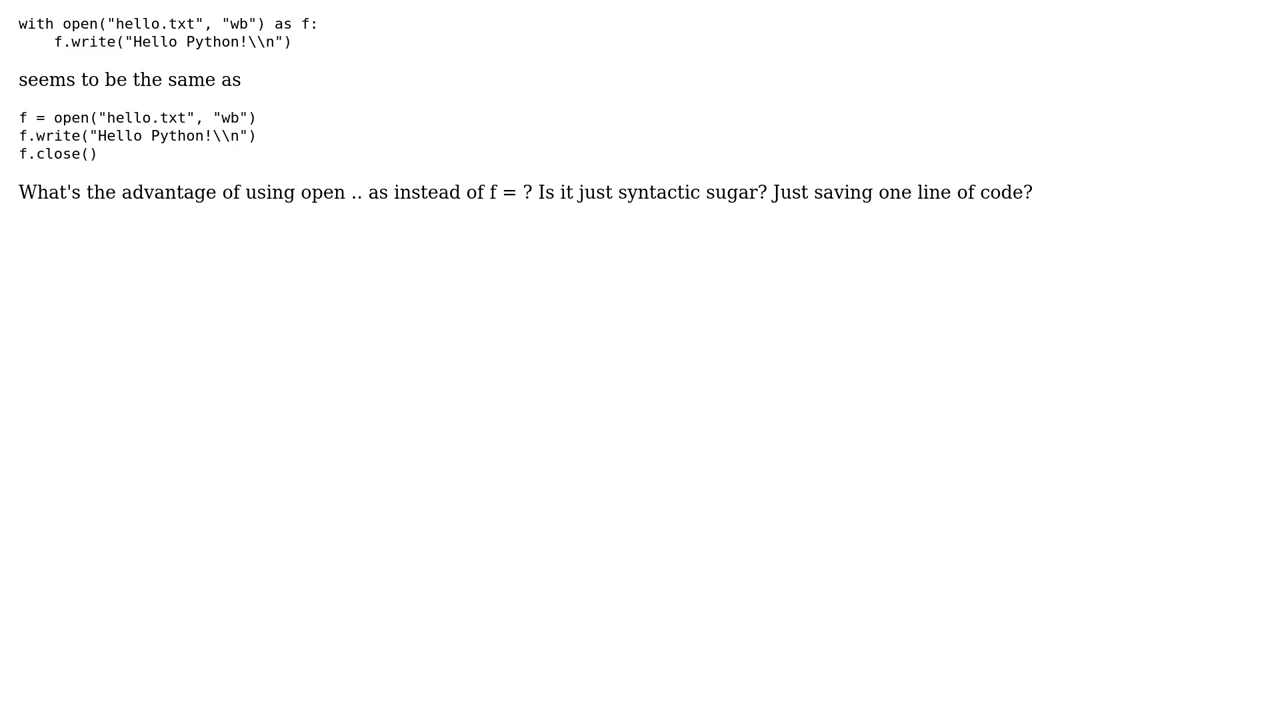 with open("hello.txt", "wb") as f:
    f.write("Hello Python!\\n")
seems to be the same as
f = open("hello.txt", "wb")
f.write("Hello Python!\\n")
f.close()
What's the advantage of using open .. as instead of f = ? Is it just syntactic sugar? Just saving one line of code?